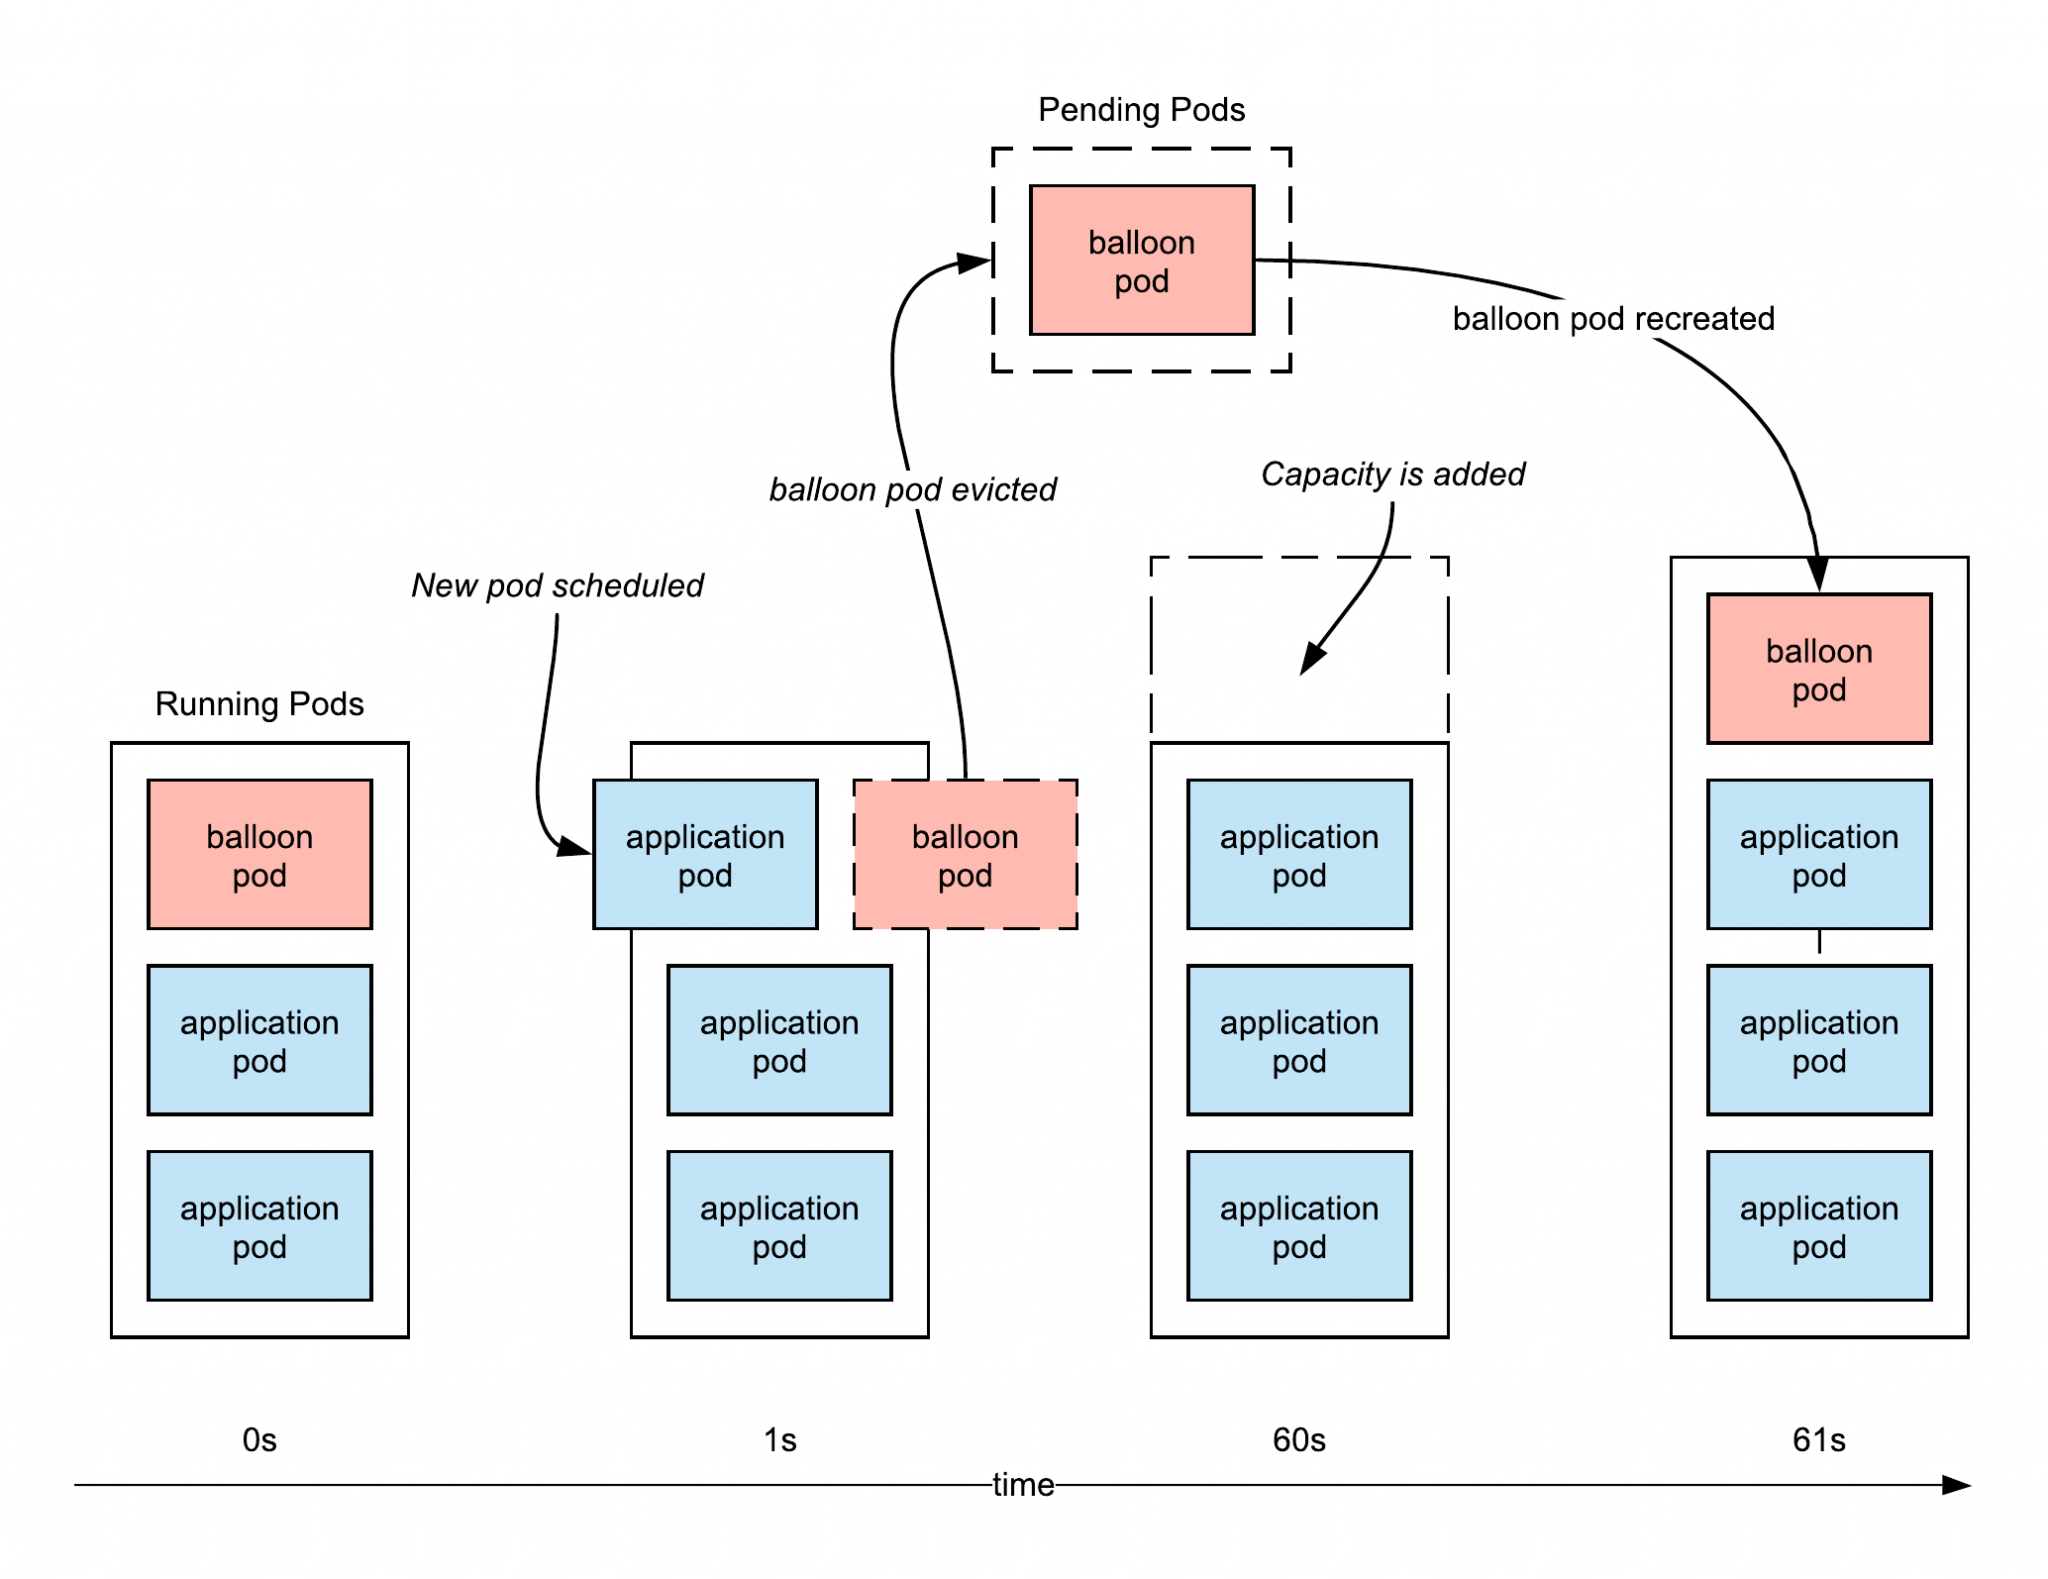 Pending Pods
balloon
pod
balloon pod recreated
Capacity is added
balloon pod evicted
New pod scheduled
Running Pods
balloon
pod
application
pod
application
pod
application
pod
balloon
pod
application
pod
application
pod
application
pod
application
pod
application
pod
balloon
pod
application
pod
application
pod
application
pod
0s
1s
60s
61s
time